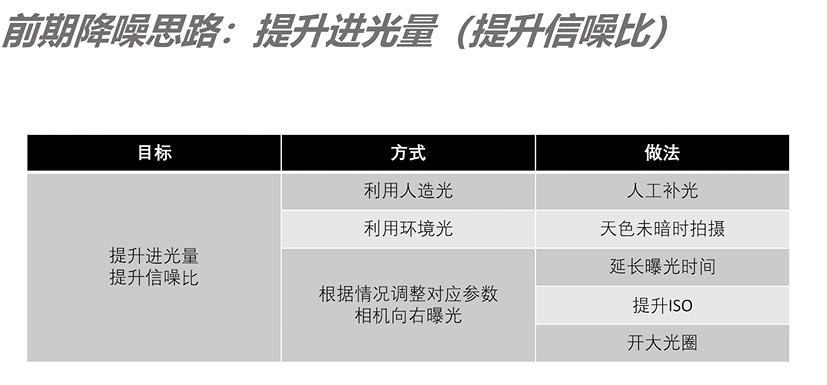 前期降噪思路：提升进光量（提升信噪比）
目标 方式 做法
利用人造光 人工补光
利用环境光 天色未暗时拍摄
提升进光量
提升信噪比
根据情况调整对应参数
相机向右曝光
延长曝光时间
提升ISO
开大光圈